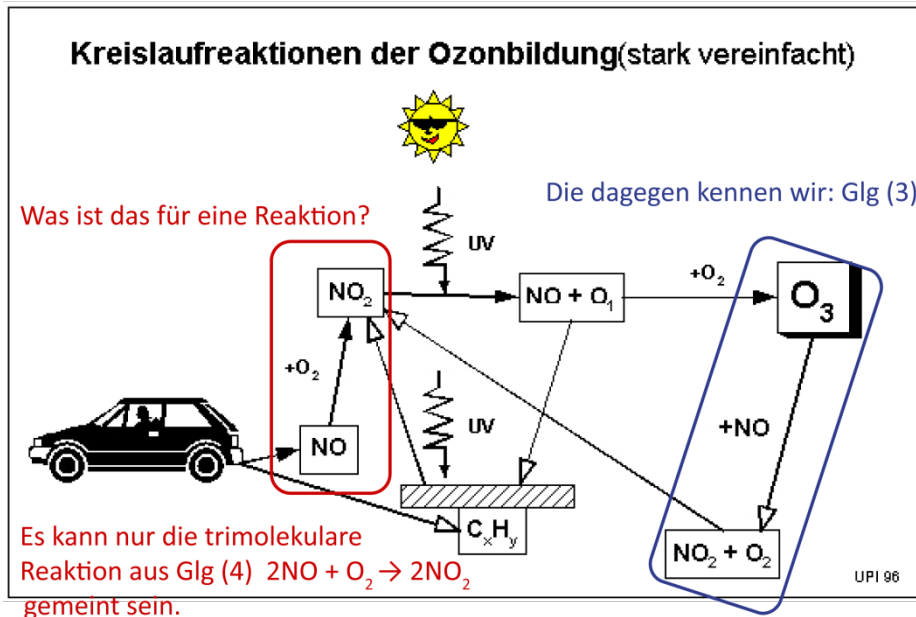 Kreislaufreaktionen der Ozonbildung(stark vereinfacht)
Die dagegen kennen wir: Glg (3)
Was ist das für eine Reaktion?
UV
NO₂
NO + O₁
+O₂
O₃
+O₂
UV
+NO
NO
CₓHᵧ
NO₂ + O₂
Es kann nur die trimolekulare
Reaktion aus Glg (4) 2NO + O₂ → 2NO₂
gemeint sein.
UPI 96